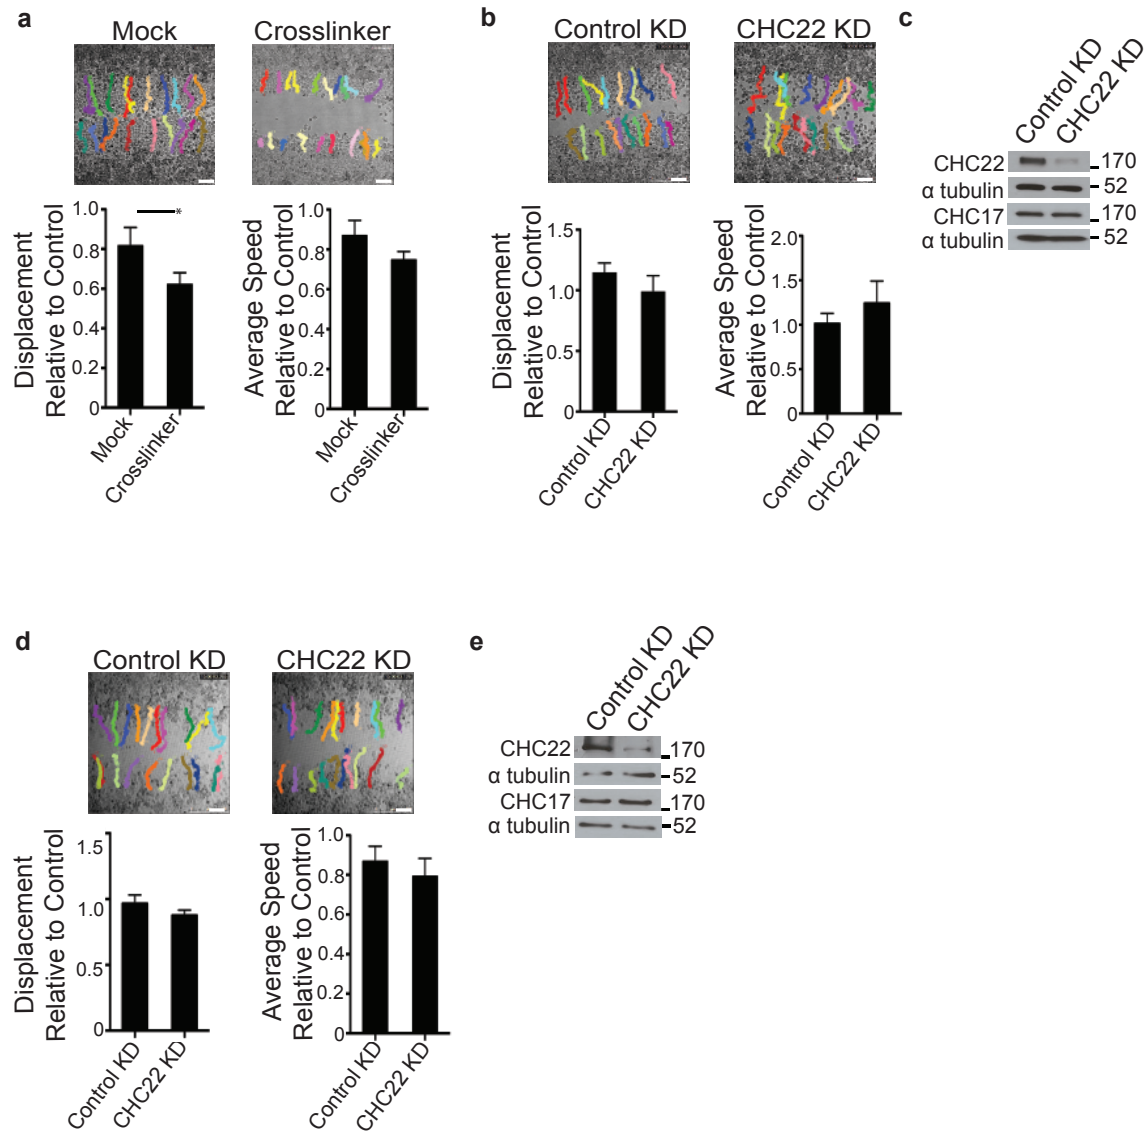 a
Mock
Crosslinker
Displacement
Relative to Control
1.0
0.8
0.6
0.4
0.2
0
*
Mock
Crosslinker
Average Speed
Relative to Control
1.0
0.8
0.6
0.4
0.2
0
Mock
Crosslinker
b
Control KD
CHC22 KD
Displacement
Relative to Control
1.5
1.0
0.5
0
Control KD
CHC22 KD
Average Speed
Relative to Control
2.0
1.5
1.0
0.5
0
Control KD
CHC22 KD
c
Control KD
CHC22 KD
CHC22 170
α tubulin 52
CHC17 170
α tubulin 52
d
Control KD
CHC22 KD
Displacement
Relative to Control
1.5
1.0
0.5
0
Control KD
CHC22 KD
Average Speed
Relative to Control
1.0
0.8
0.6
0.4
0.2
0
Control KD
CHC22 KD
e
Control KD
CHC22 KD
CHC22 170
α tubulin 52
CHC17 170
α tubulin 52